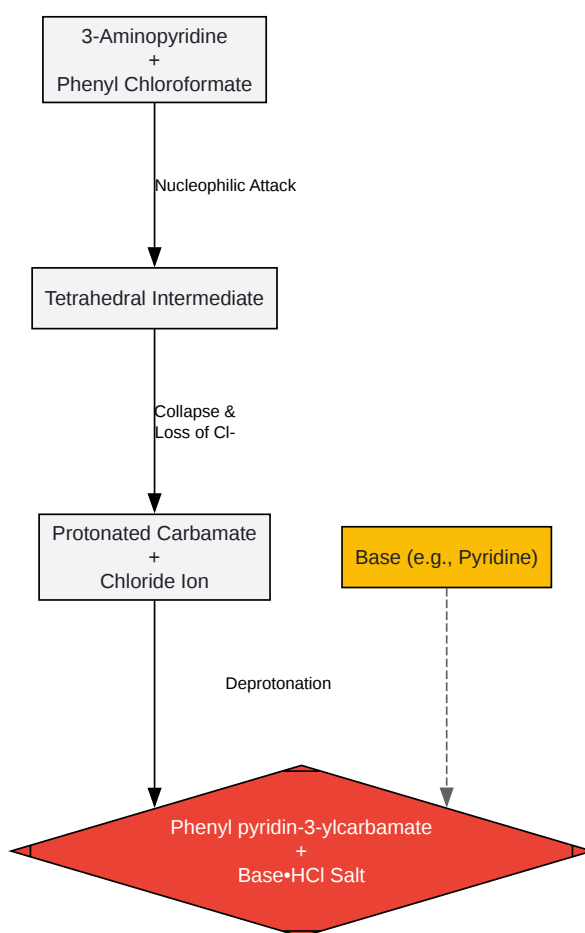 3-Aminopyridine
+
Phenyl Chloroformate
Nucleophilic Attack
Tetrahedral Intermediate
Collapse &
Loss of Cl-
Protonated Carbamate
+
Chloride Ion
Base (e.g., Pyridine)
Deprotonation
Phenyl pyridin-3-ylcarbamate
+
Base•HCl Salt